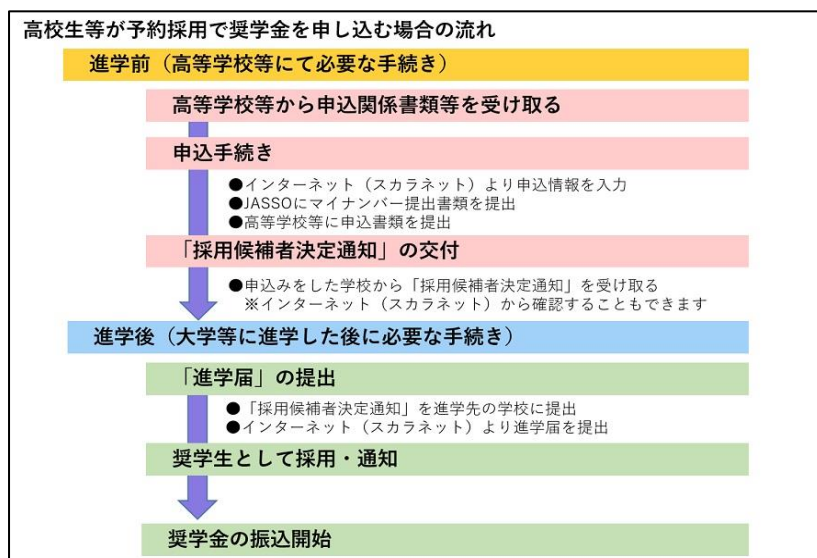 高校生等が予約採用で奨学金を申し込む場合の流れ
進学前（高等学校等にて必要な手続き）
高等学校等から申込関係書類等を受け取る
申込手続き
●インターネット（スカラネット）より申込情報を入力
●JASSOにマイナンバー提出書類を提出
●高等学校等に申込書類を提出
「採用候補者決定通知」の交付
●申込みをした学校から「採用候補者決定通知」を受け取る
※インターネット（スカラネット）から確認することもできます
進学後（大学等に進学した後に必要な手続き）
「進学届」の提出
●「採用候補者決定通知」を進学先の学校に提出
●インターネット（スカラネット）より進学届を提出
奨学生として採用・通知
奨学金の振込開始